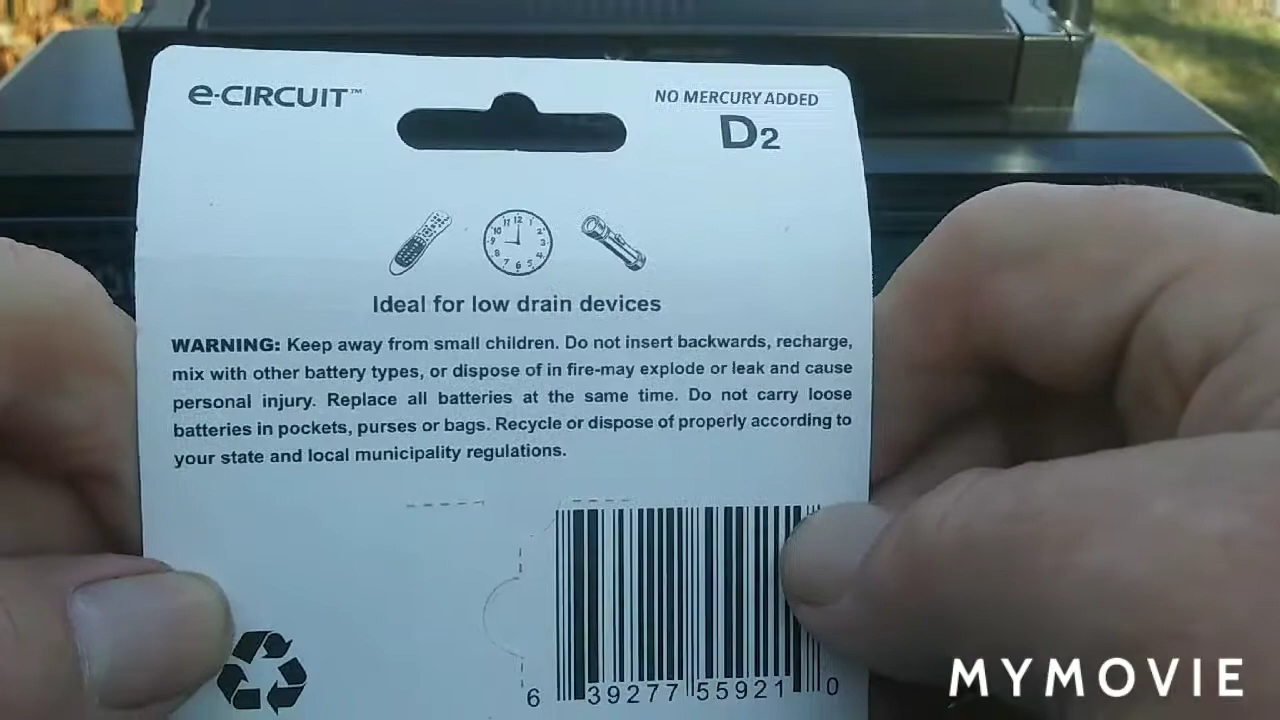 e-CIRCUIT™
NO MERCURY ADDED
D2
Ideal for low drain devices
WARNING: Keep away from small children. Do not insert backwards, recharge,
mix with other battery types, or dispose of in fire-may explode or leak and cause
personal injury. Replace all batteries at the same time. Do not carry loose
batteries in pockets, purses or bags. Recycle or dispose of properly according to
your state and local municipality regulations.
6 39277 55921 0
MYMOVIE